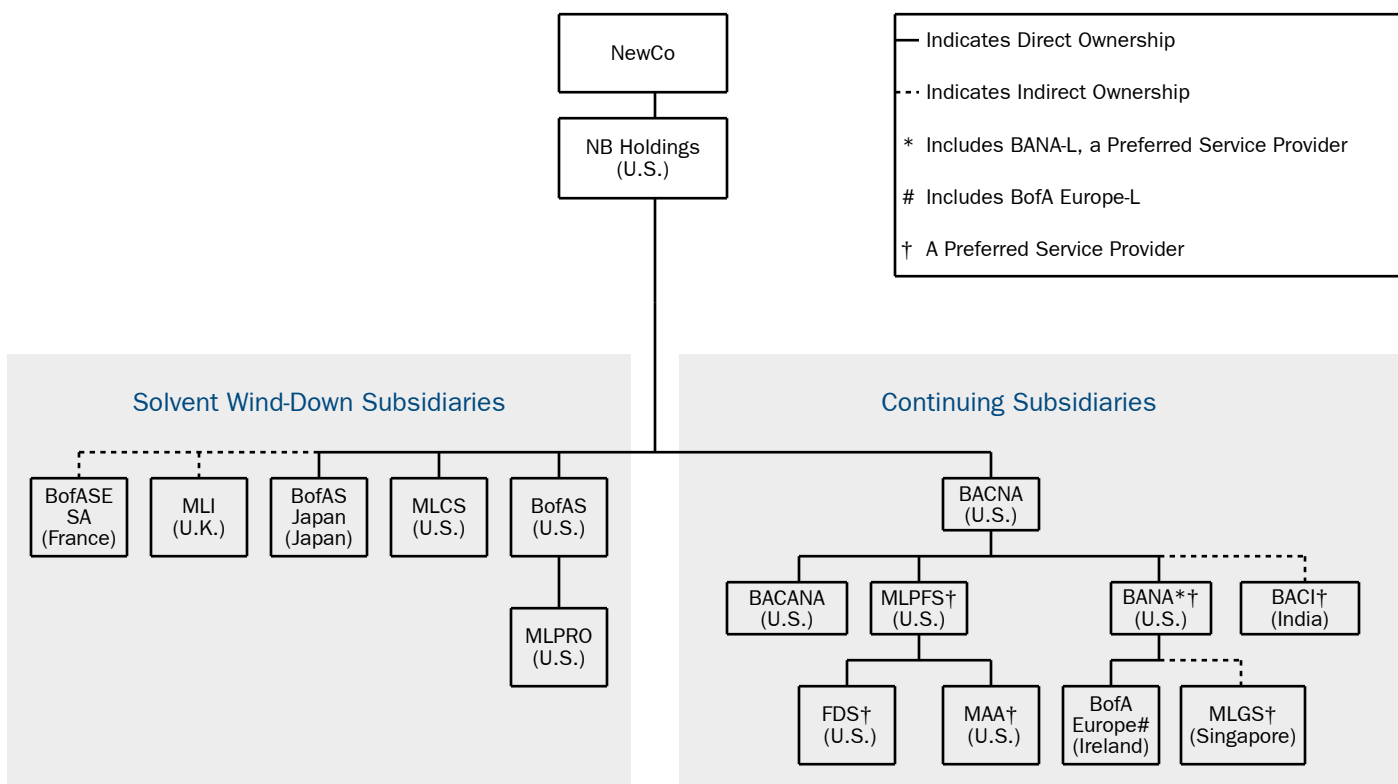 NewCo
NB Holdings
(U.S.)
Indicates Direct Ownership
Indicates Indirect Ownership
* Includes BANA-L, a Preferred Service Provider
# Includes BofA Europe-L
† A Preferred Service Provider
Solvent Wind-Down Subsidiaries
BofASE
SA
(France)
MLI
(U.K.)
BofAS
Japan
(Japan)
MLCS
(U.S.)
BofAS
(U.S.)
MLPRO
(U.S.)
Continuing Subsidiaries
BACNA
(U.S.)
BACANA
(U.S.)
MLPFS†
(U.S.)
BANA*†
(U.S.)
BACI†
(India)
FDS†
(U.S.)
MAA†
(U.S.)
BofA
Europe#
(Ireland)
MLGS†
(Singapore)